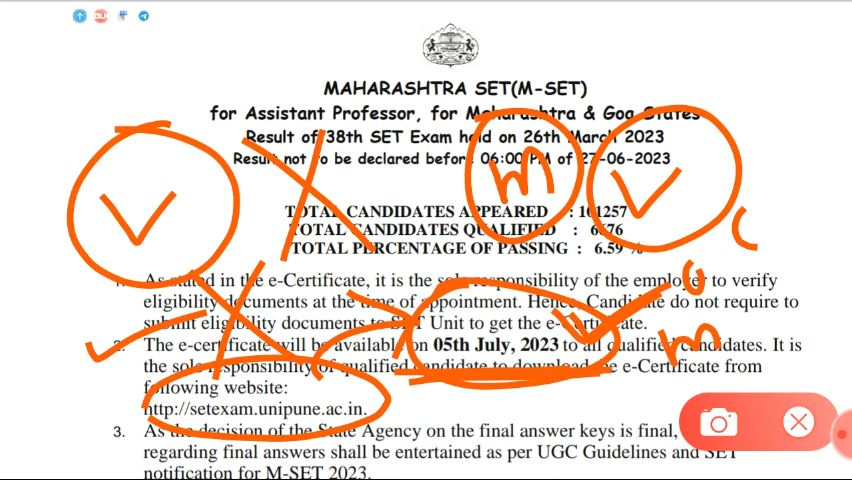 MAHARASHTRA SET(M-SET)
for Assistant Professor, for Maharashtra & Goa States
Result of 38th SET Exam held on 26th March 2023
Result not to be declared before 06:00 PM of 27-06-2023
TOTAL CANDIDATES APPEARED : 101257
TOTAL CANDIDATES QUALIFIED : 6676
TOTAL PERCENTAGE OF PASSING : 6.59 %
1. As stated in the e-Certificate, it is the sole responsibility of the employer to verify
eligibility documents at the time of appointment. Hence, Candidate do not require to
submit eligibility documents to SET Unit to get the e-Certificate.
2. The e-certificate will be available on 05th July, 2023 to all qualified candidates. It is
the sole responsibility of qualified candidate to download the e-Certificate from
following website:
http://setexam.unipune.ac.in.
3. As the decision of the State Agency on the final answer keys is final,
regarding final answers shall be entertained as per UGC Guidelines and SET
notification for M-SET 2023.